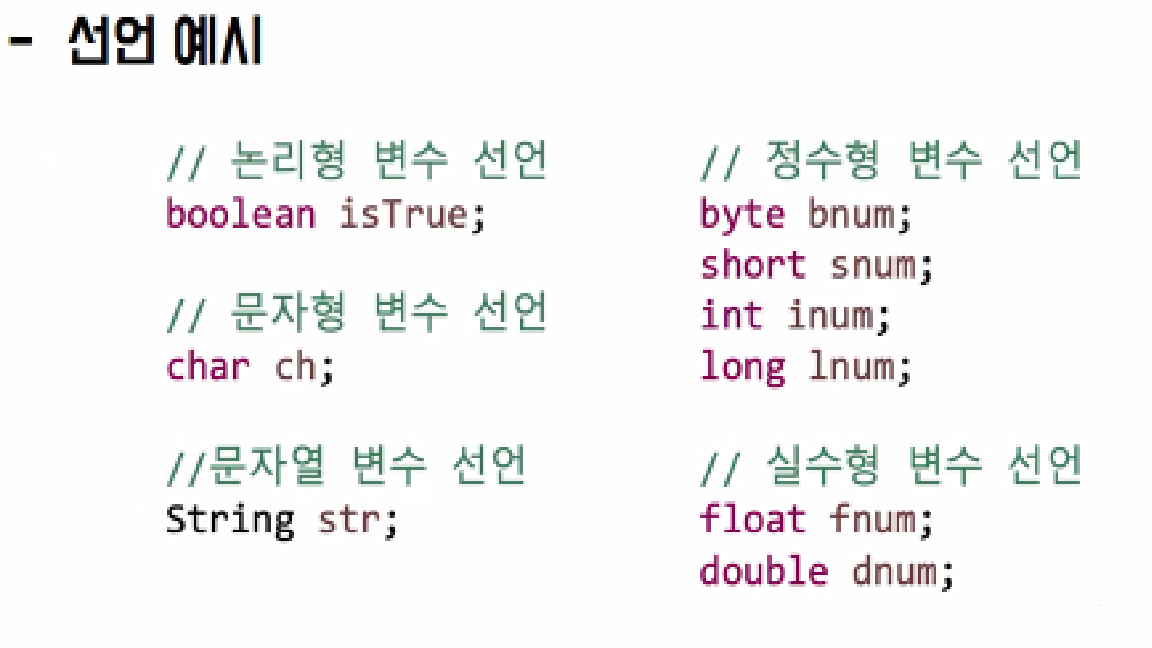 - 선언 예시
// 논리형 변수 선언
boolean isTrue;
// 문자형 변수 선언
char ch;
//문자열 변수 선언
String str;
// 정수형 변수 선언
byte bnum;
short snum;
int inum;
long lnum;
// 실수형 변수 선언
float fnum;
double dnum;